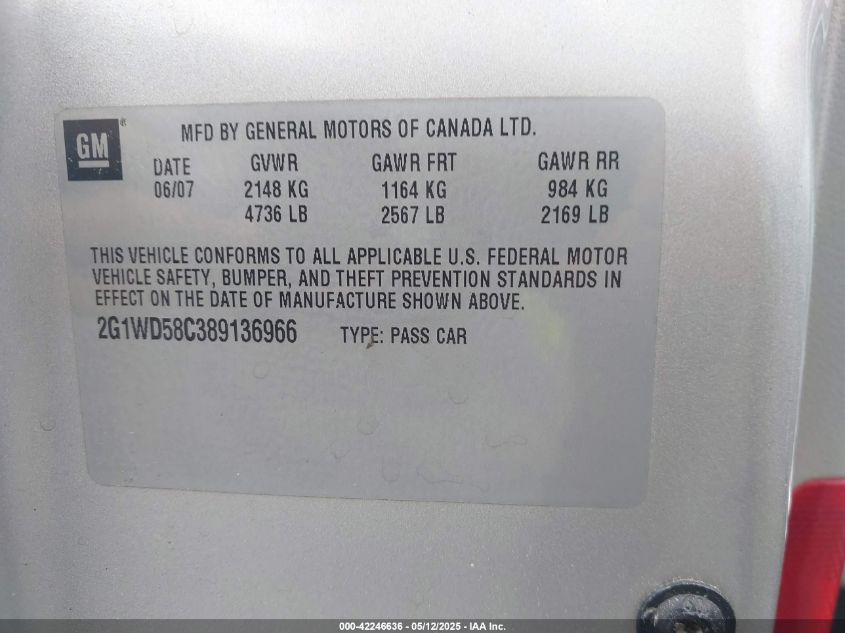 GM
MFD BY GENERAL MOTORS OF CANADA LTD.
DATE GVWR GAWR FRT GAWR RR
06/07 2148 KG 1164 KG 984 KG
4736 LB 2567 LB 2169 LB
THIS VEHICLE CONFORMS TO ALL APPLICABLE U.S. FEDERAL MOTOR
VEHICLE SAFETY, BUMPER, AND THEFT PREVENTION STANDARDS IN
EFFECT ON THE DATE OF MANUFACTURE SHOWN ABOVE.
2G1WD58C389136966 TYPE: PASS CAR
000-42246636 - 05/12/2025 - IAA Inc.